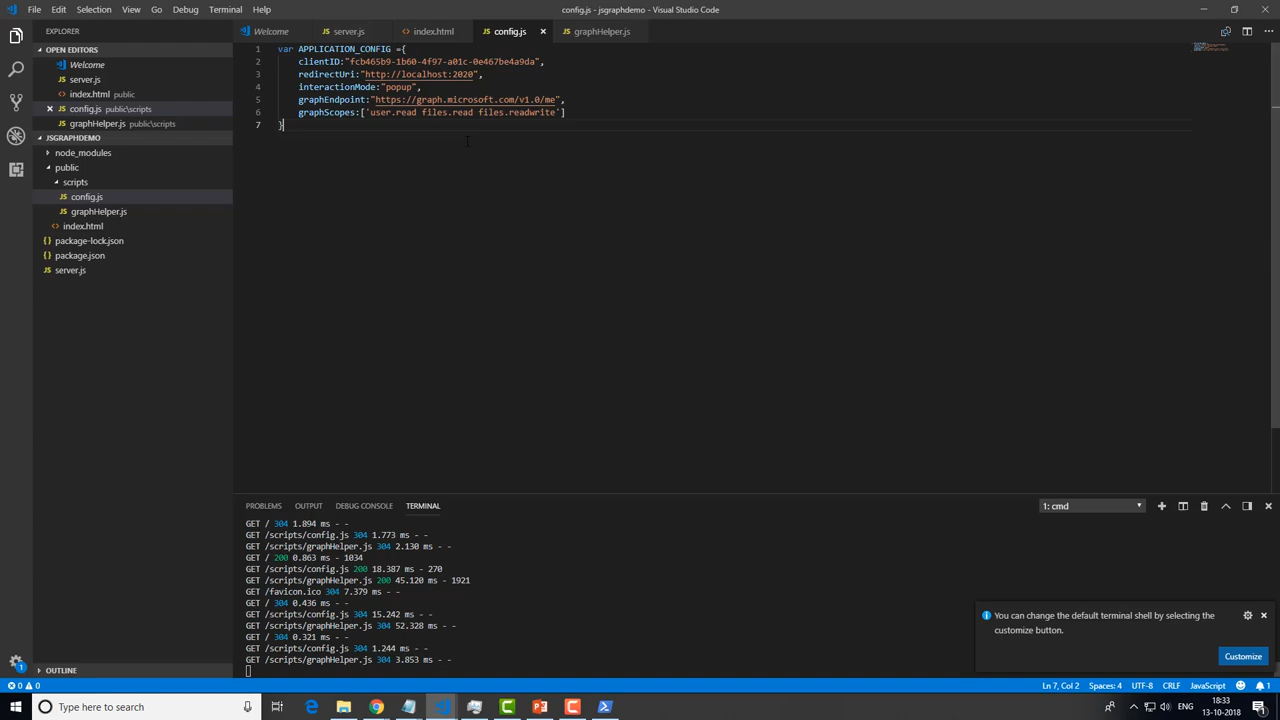 File Edit Selection View Go Debug Terminal Help
config.js - jsgraphdemo - Visual Studio Code
EXPLORER
Welcome
server.js
index.html
config.js
graphHelper.js
OPEN EDITORS
Welcome
server.js
index.html public
config.js public\scripts
graphHelper.js public\scripts
JSGRAPHDEMO
node_modules
public
scripts
config.js
graphHelper.js
index.html
package-lock.json
package.json
server.js
OUTLINE
1 var APPLICATION_CONFIG ={
2 clientID:"fcb465b9-1b60-4f97-a01c-0e467be4a9da",
3 redirectUri:"http://localhost:2020",
4 interactionMode:"popup",
5 graphEndpoint:"https://graph.microsoft.com/v1.0/me",
6 graphScopes:['user.read files.read files.readwrite']
7 }
PROBLEMS OUTPUT DEBUG CONSOLE TERMINAL
1: cmd
GET / 304 1.894 ms - -
GET /scripts/config.js 304 1.773 ms - -
GET /scripts/graphHelper.js 304 2.130 ms - -
GET / 200 0.863 ms - 1034
GET /scripts/config.js 200 18.387 ms - 270
GET /scripts/graphHelper.js 200 45.120 ms - 1921
GET /favicon.ico 304 7.379 ms - -
GET / 304 0.436 ms - -
GET /scripts/config.js 304 15.242 ms - -
GET /scripts/graphHelper.js 304 52.328 ms - -
GET / 304 0.321 ms - -
GET /scripts/config.js 304 1.244 ms - -
GET /scripts/graphHelper.js 304 3.853 ms - -
You can change the default terminal shell by selecting the
customize button.
Customize
0 0
Ln 7, Col 2 Spaces: 4 UTF-8 CRLF JavaScript 1
Type here to search
ENG
18:33
13-10-2018